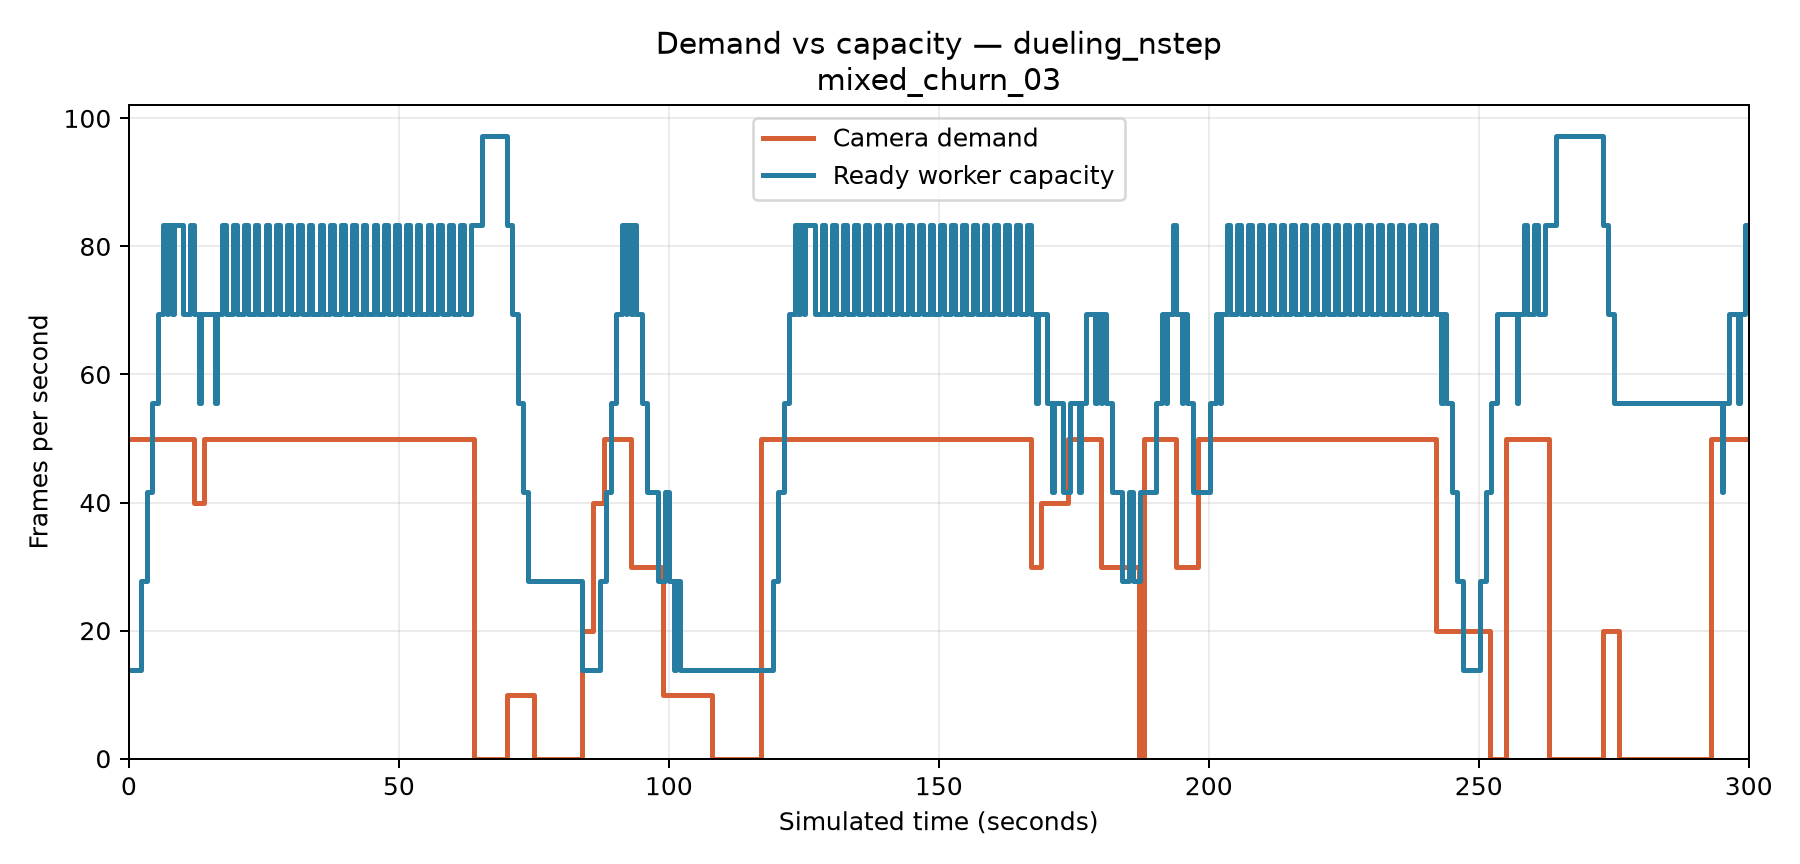 Demand vs capacity — dueling_nstep
mixed_churn_03
Camera demand
Ready worker capacity
Frames per second
100
80
60
40
20
0
0 50 100 150 200 250 300
Simulated time (seconds)